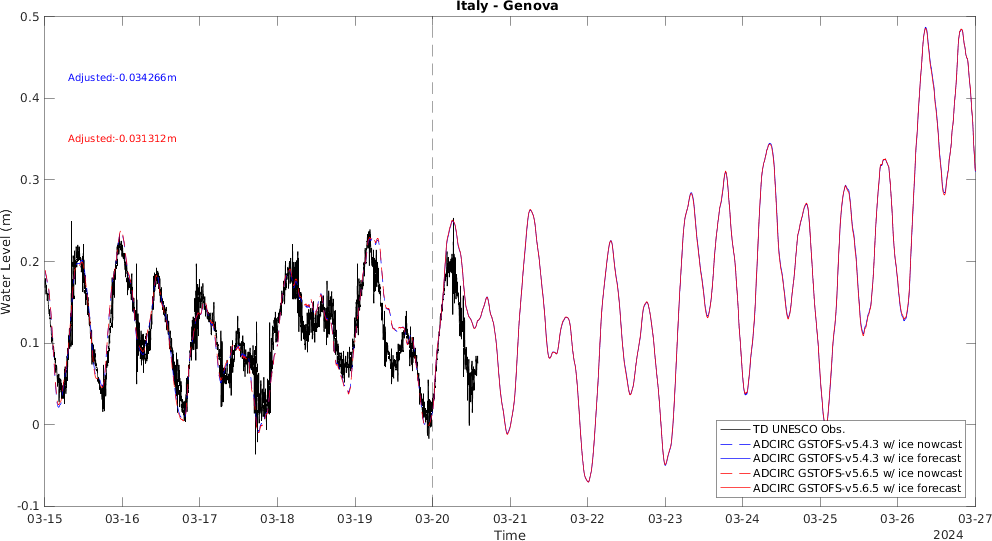 Italy - Genova
0.5
0.4
0.3
0.2
0.1
0
-0.1
Water Level (m)
Adjusted:-0.034266m
Adjusted:-0.031312m
TD UNESCO Obs.
ADCIRC GSTOFS-v5.4.3 w/ ice nowcast
ADCIRC GSTOFS-v5.4.3 w/ ice forecast
ADCIRC GSTOFS-v5.6.5 w/ ice nowcast
ADCIRC GSTOFS-v5.6.5 w/ ice forecast
03-15 03-16 03-17 03-18 03-19 03-20 03-21 03-22 03-23 03-24 03-25 03-26 03-27
Time
2024